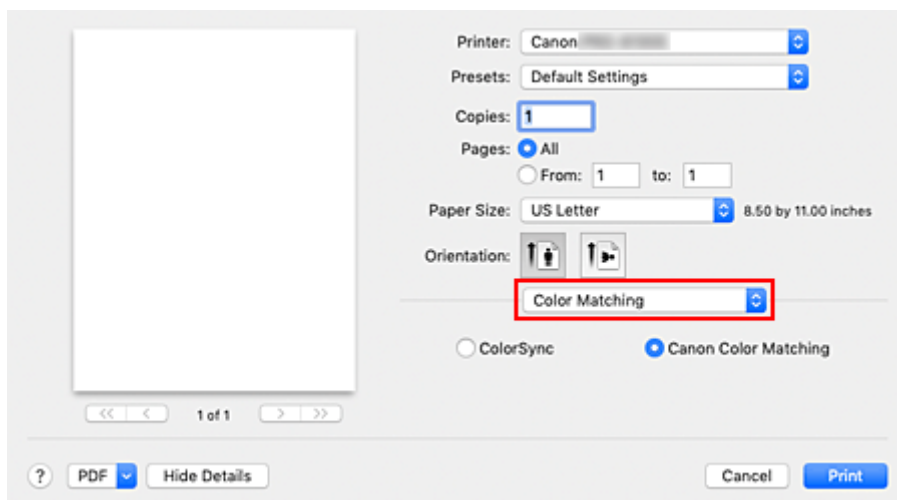 Printer: Canon
Presets: Default Settings
Copies: 1
Pages: All
From: 1 to: 1
Paper Size: US Letter 8.50 by 11.00 inches
Orientation:
Color Matching
ColorSync Canon Color Matching
<< < 1 of 1 > >>
? PDF Hide Details Cancel Print